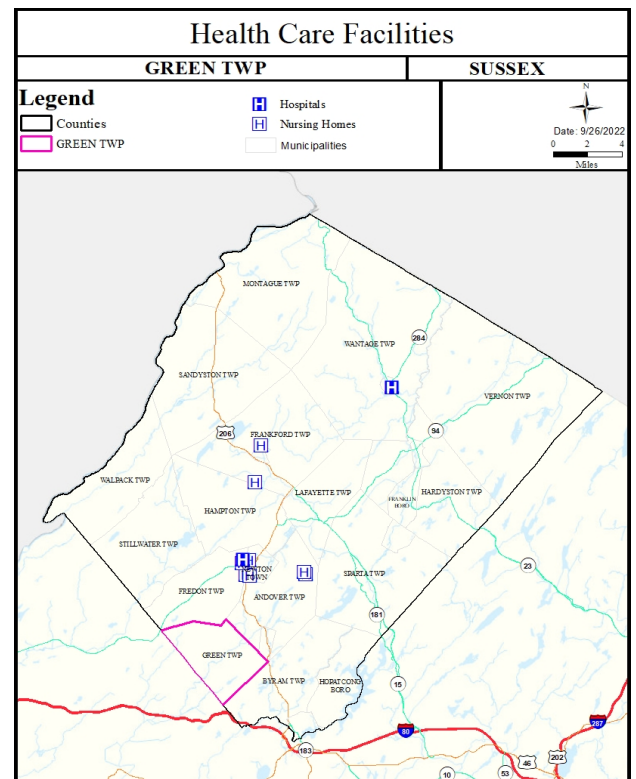 Health Care Facilities
GREEN TWP
SUSSEX
Legend
Counties
GREEN TWP
H Hospitals
H Nursing Homes
Municipalities
N
Date: 9/26/2022
0 2 4
Miles
MONTAGUE TWP
WANTAGE TWP
284
SANDYSTON TWP
H
VERNON TWP
206
FRANKFORD TWP
94
H
WALPACK TWP
H
LAFAYETTE TWP
HARDYSTON TWP
FRANKLIN
BORO
HAMPTON TWP
STILLWATER TWP
H
23
TOWN
H
SPARTA TWP
FREDON TWP
ANDOVER TWP
181
GREEN TWP
BYRAM TWP
HOPATCONG
BORO
15
287
80
183
46
202
10
53